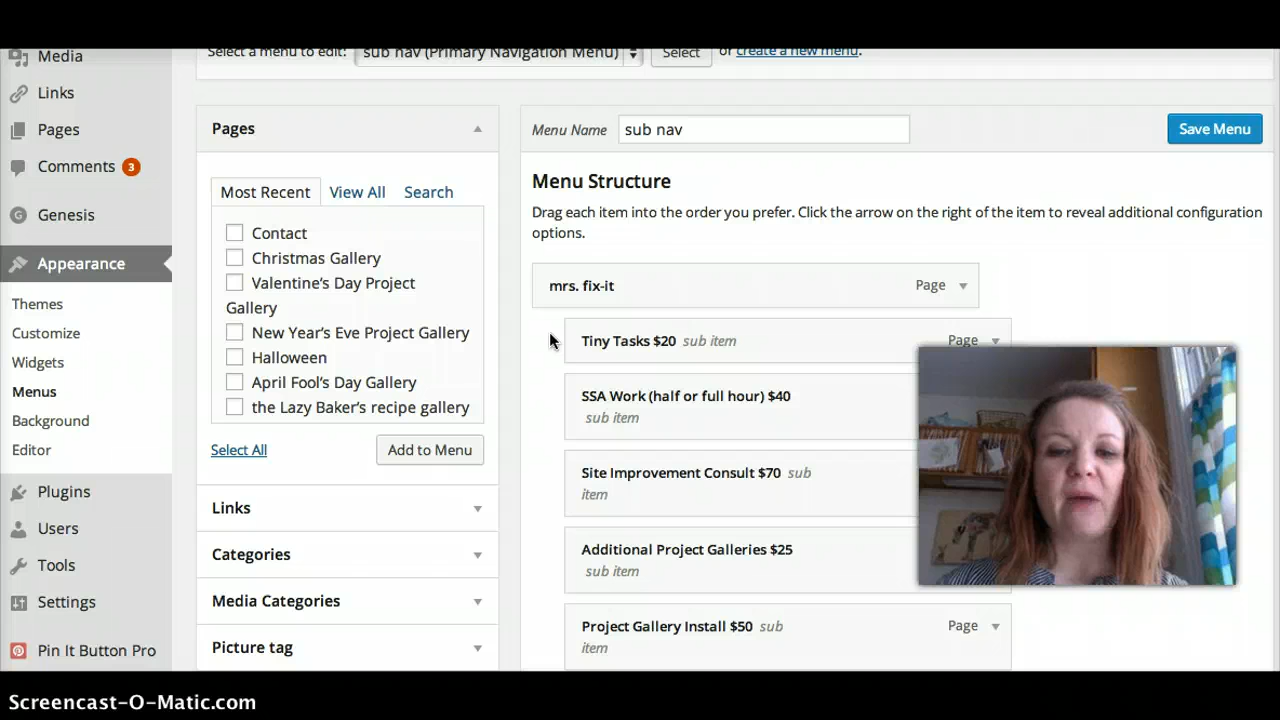 Media
Links
Pages
Comments 3
Genesis
Appearance
Themes
Customize
Widgets
Menus
Background
Editor
Plugins
Users
Tools
Settings
Pin It Button Pro
Select a menu to edit: sub nav (Primary Navigation Menu) Select or create a new menu.
Pages
Most Recent View All Search
Contact
Christmas Gallery
Valentine's Day Project
Gallery
New Year's Eve Project Gallery
Halloween
April Fool's Day Gallery
the Lazy Baker's recipe gallery
Select All Add to Menu
Links
Categories
Media Categories
Picture tag
Menu Name sub nav Save Menu
Menu Structure
Drag each item into the order you prefer. Click the arrow on the right of the item to reveal additional configuration
options.
mrs. fix-it Page
Tiny Tasks $20 sub item Page
SSA Work (half or full hour) $40
sub item
Site Improvement Consult $70 sub
item
Additional Project Galleries $25
sub item
Project Gallery Install $50 sub Page
item
Screencast-O-Matic.com